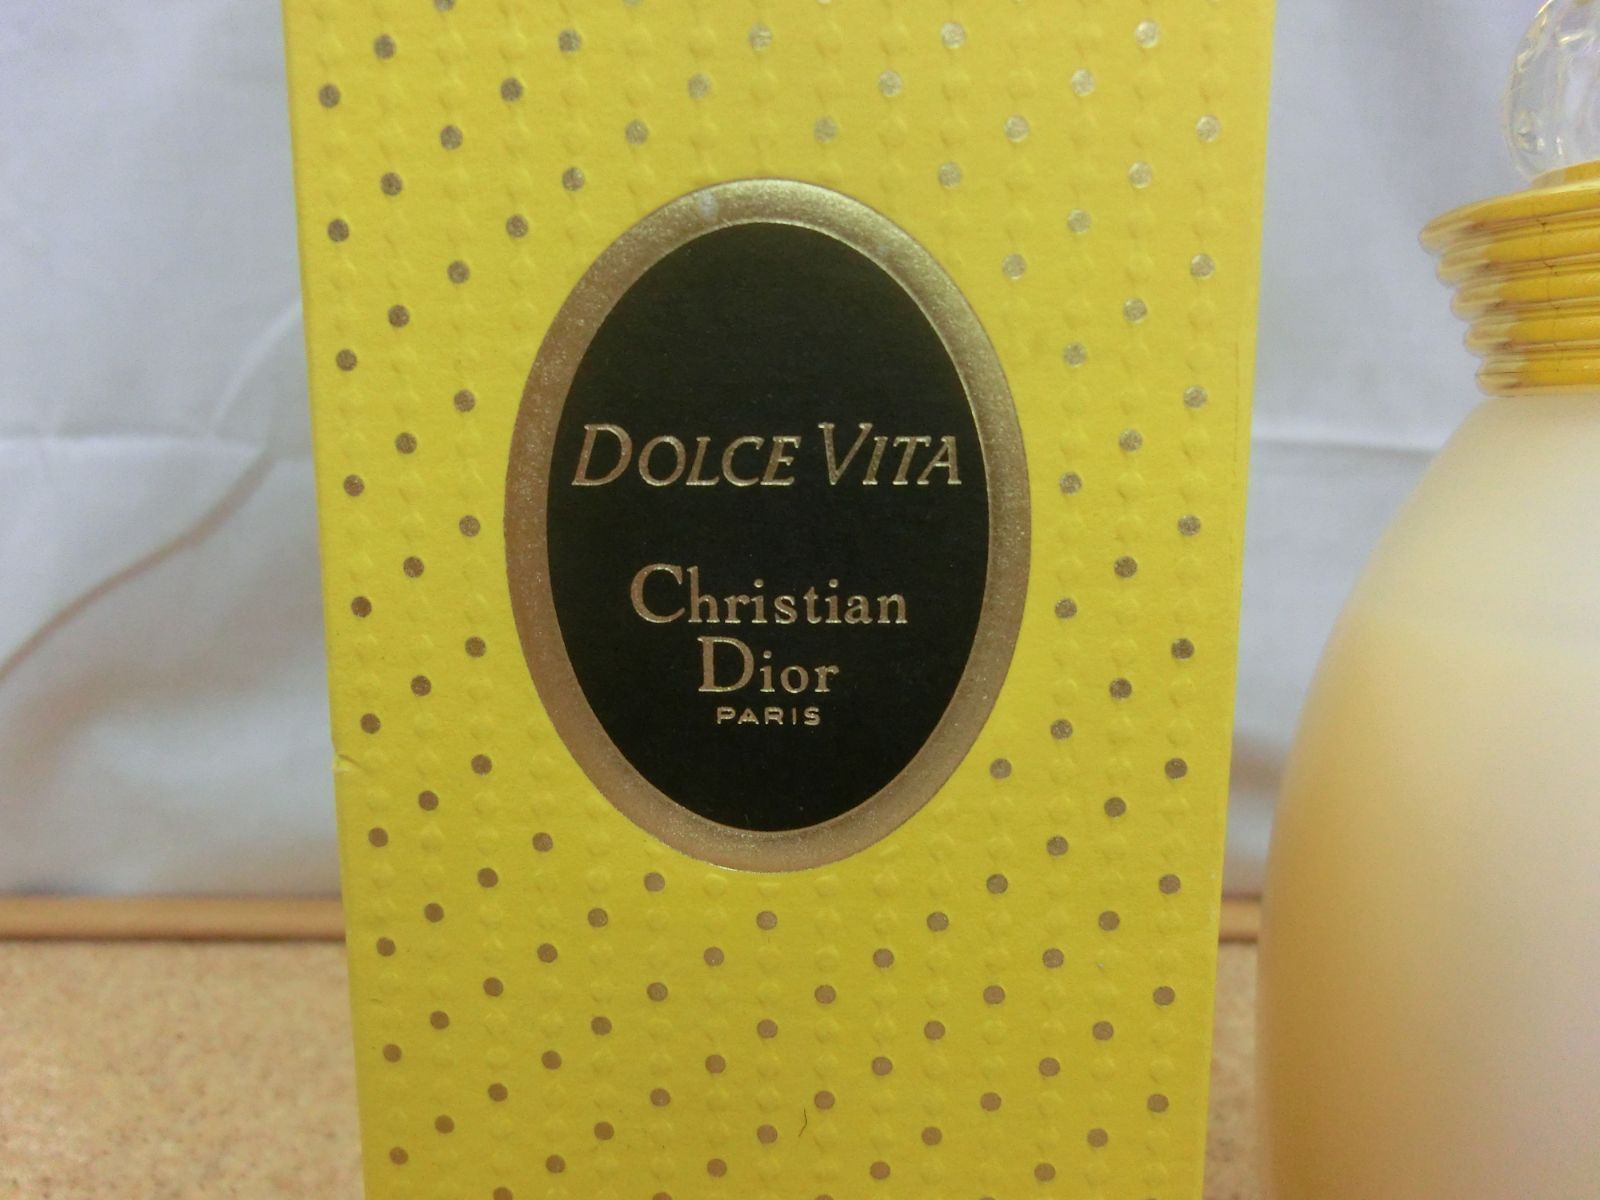 DOLCE VITA
Christian
Dior
PARIS